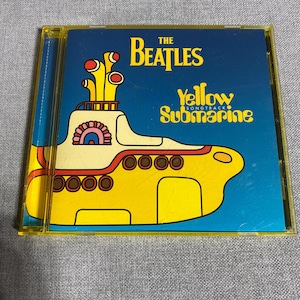 THE
BEATLES
Yellow
SONGTRACK
Submarine